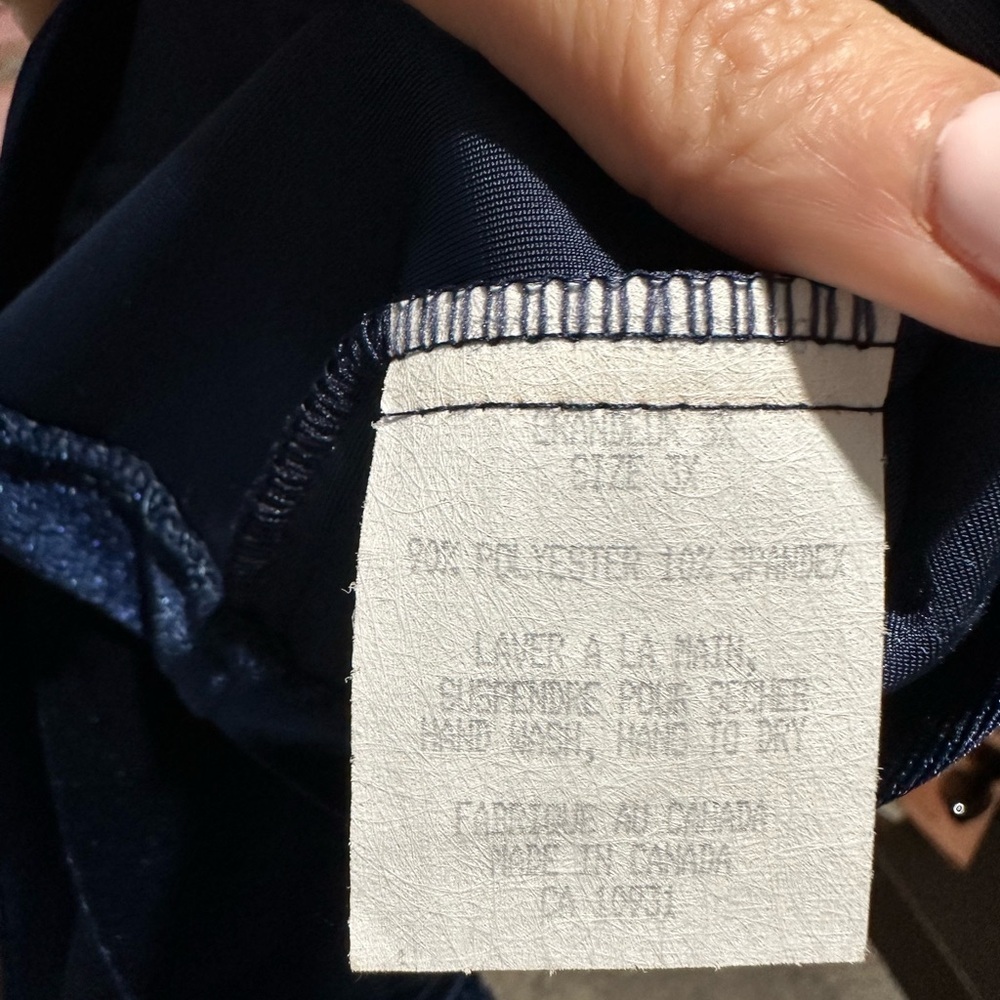 GRANDEUR 3X
SIZE 3X
90% POLYESTER 10% SPANDEX
LAVER A LA MAIN,
SUSPENDRE POUR SECHER
HAND WASH, HANG TO DRY
FABRIQUE AU CANADA
MADE IN CANADA
CA 10931